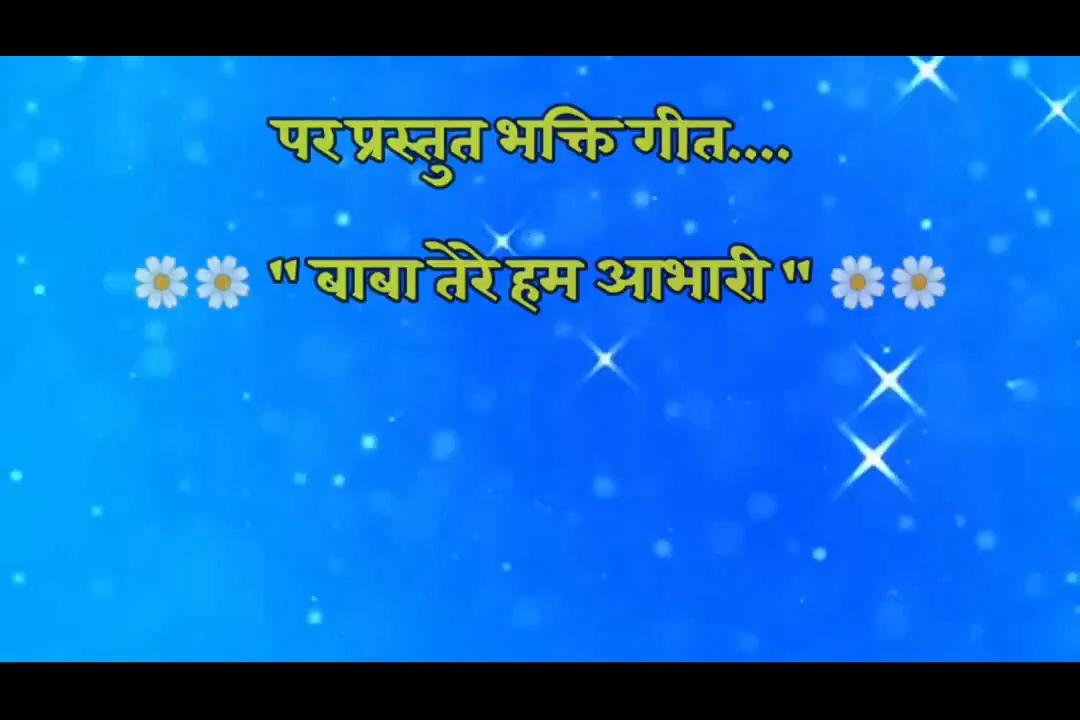 पर प्रस्तुत भक्ति गीत....
" बाबा तेरे हम आभारी "